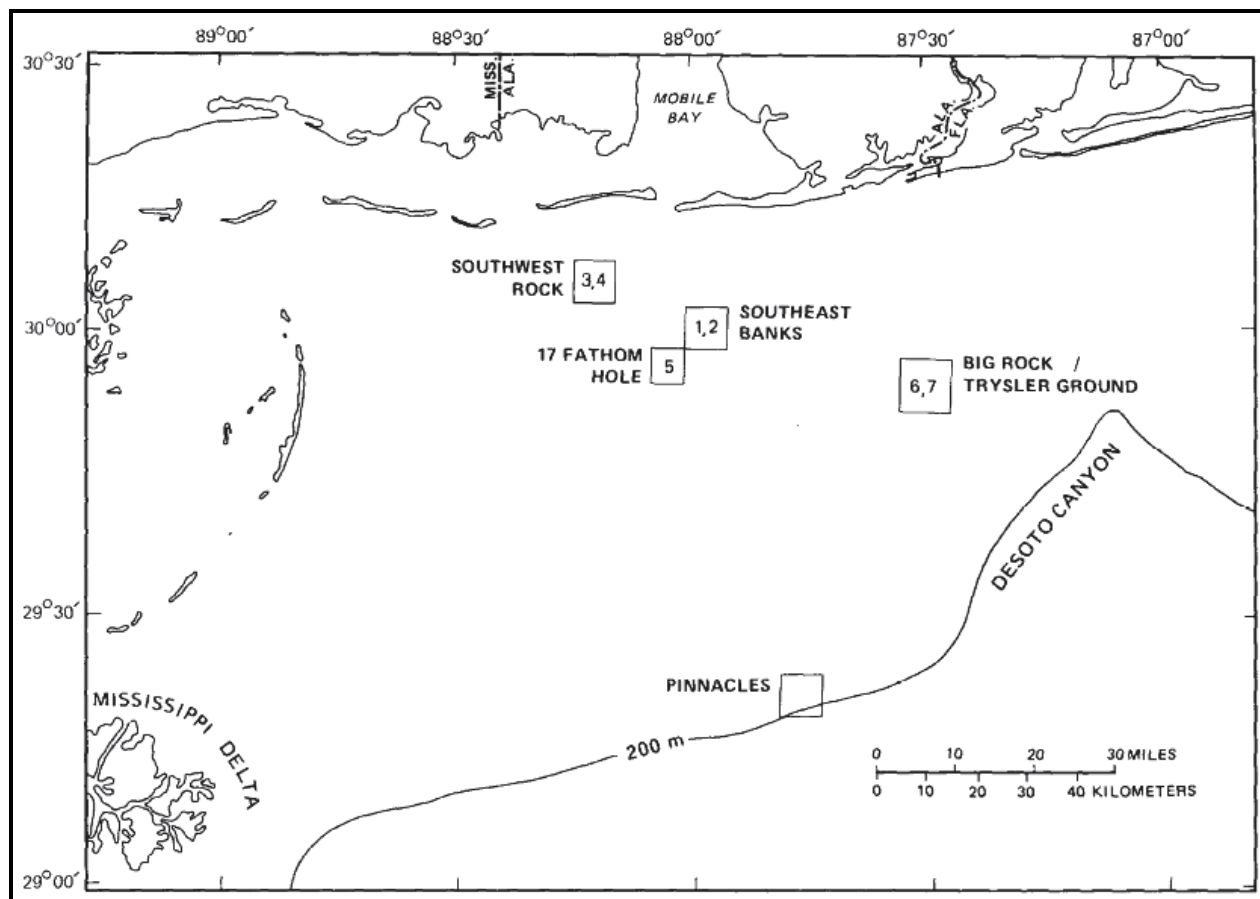 89°00′
88°30′
88°00′
87°30′
87°00′
30°30′
MISS.
ALA.
MOBILE
BAY
ALA.
FLA.
SOUTHWEST
ROCK
3,4
30°00′
1,2
SOUTHEAST
BANKS
17 FATHOM
HOLE
5
6,7
BIG ROCK /
TRYSLER GROUND
DESOTO CANYON
29°30′
PINNACLES
MISSISSIPPI DELTA
200 m
0 10 20 30 MILES
0 10 20 30 40 KILOMETERS
29°00′